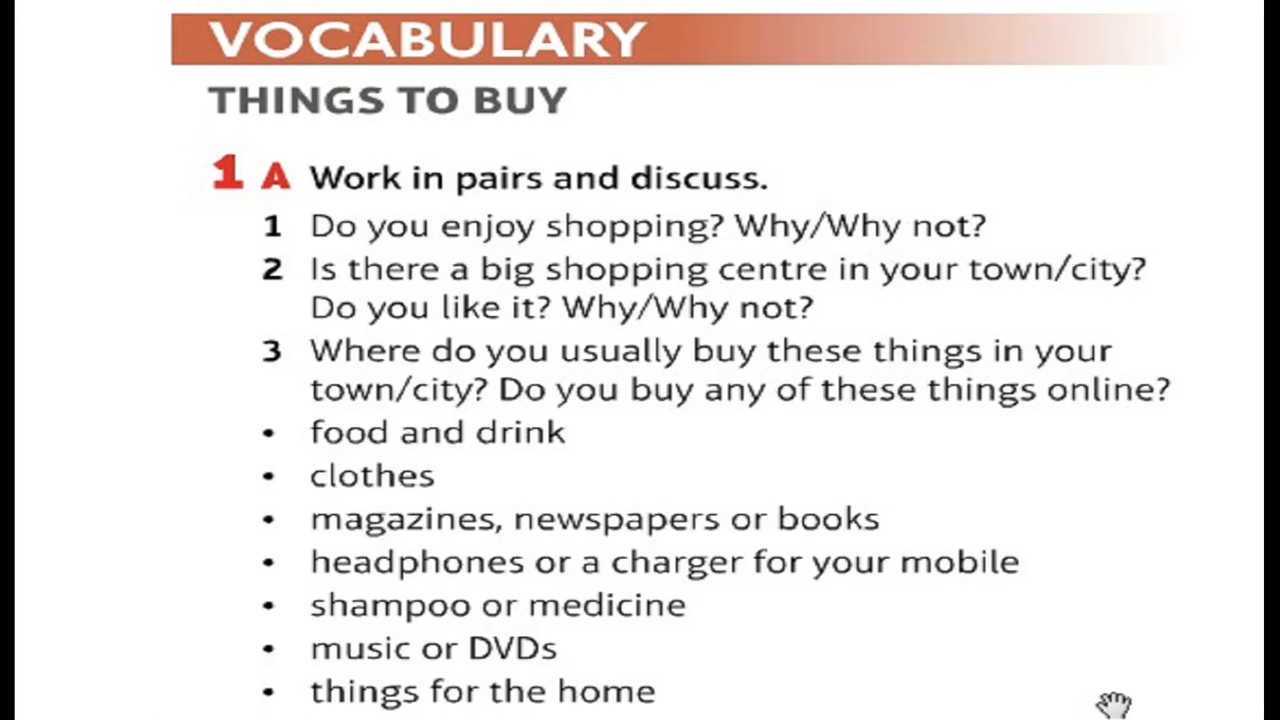 VOCABULARY
THINGS TO BUY
1 A Work in pairs and discuss.
1 Do you enjoy shopping? Why/Why not?
2 Is there a big shopping centre in your town/city?
Do you like it? Why/Why not?
3 Where do you usually buy these things in your
town/city? Do you buy any of these things online?
• food and drink
• clothes
• magazines, newspapers or books
• headphones or a charger for your mobile
• shampoo or medicine
• music or DVDs
• things for the home